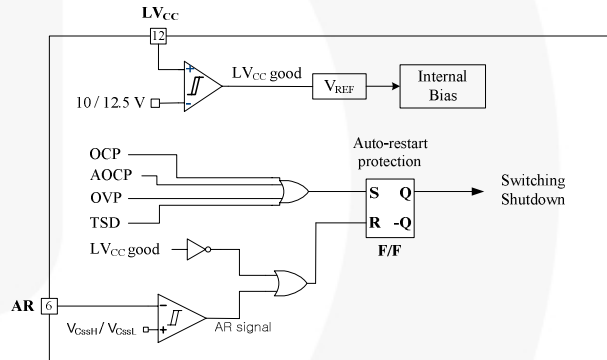 LVCC
12
+
-
10 / 12.5 V
LVCC good
VREF
Internal
Bias
OCP
AOCP
OVP
TSD
Auto-restart
protection
S Q
R -Q
F/F
Switching
Shutdown
LVCC good
AR 6
-
+
VCssH / VCssL
AR signal